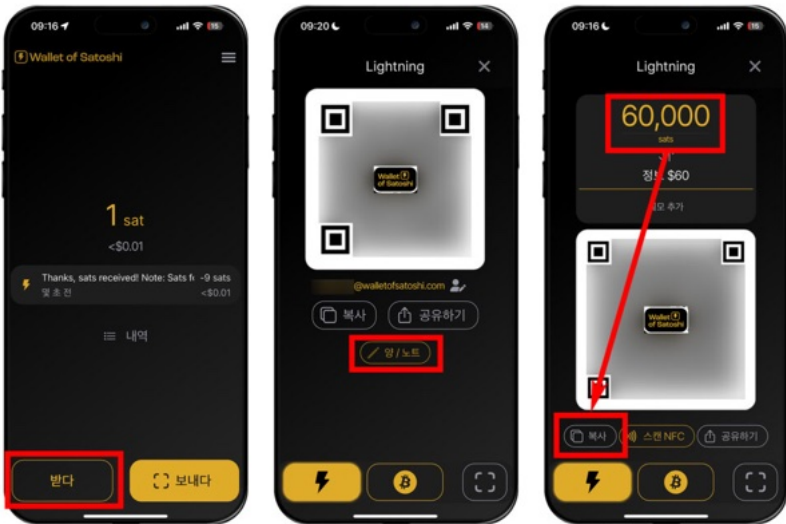 09:16
15
Wallet of Satoshi
1 sat
<$0.01
Thanks, sats received! Note: Sats f
-9 sats
몇 초 전
<$0.01
내역
받다
보내다
09:20
14
Lightning
Wallet of Satoshi
@walletofsatoshi.com
복사
공유하기
양 / 노트
09:16
15
Lightning
60,000
sats
$60
추가
Wallet of Satoshi
복사
스캔 NFC
공유하기